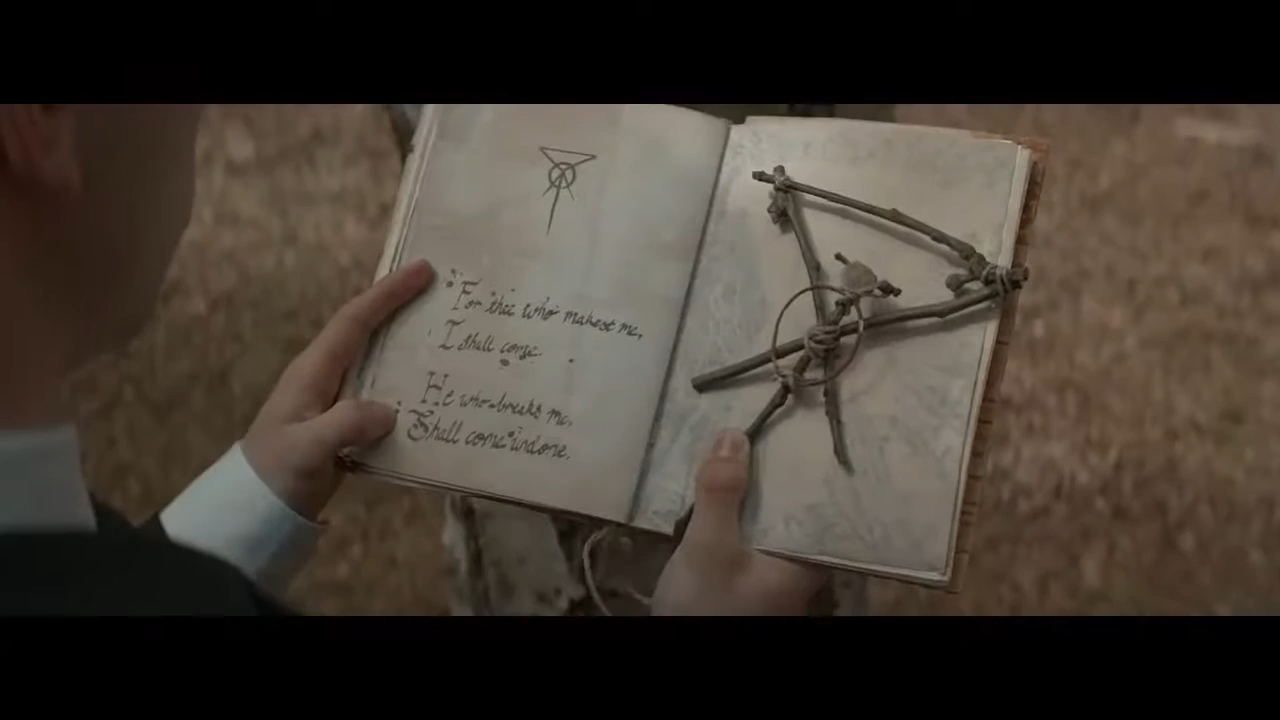 For thee who makest me,
I shall come.
He who breaks me,
Shall come undone.